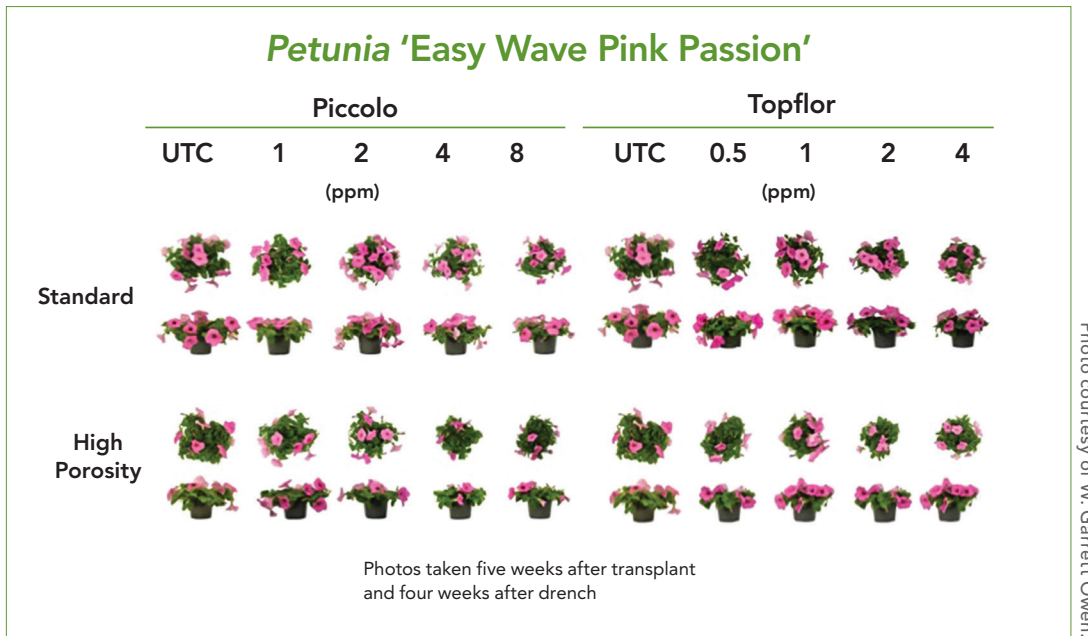 Petunia ‘Easy Wave Pink Passion’
Piccolo
Topflor
UTC 1 2 4 8
UTC 0.5 1 2 4
(ppm)
(ppm)
Standard
High
Porosity
Photos taken five weeks after transplant
and four weeks after drench
Photo courtesy of W. Garrett Owen.